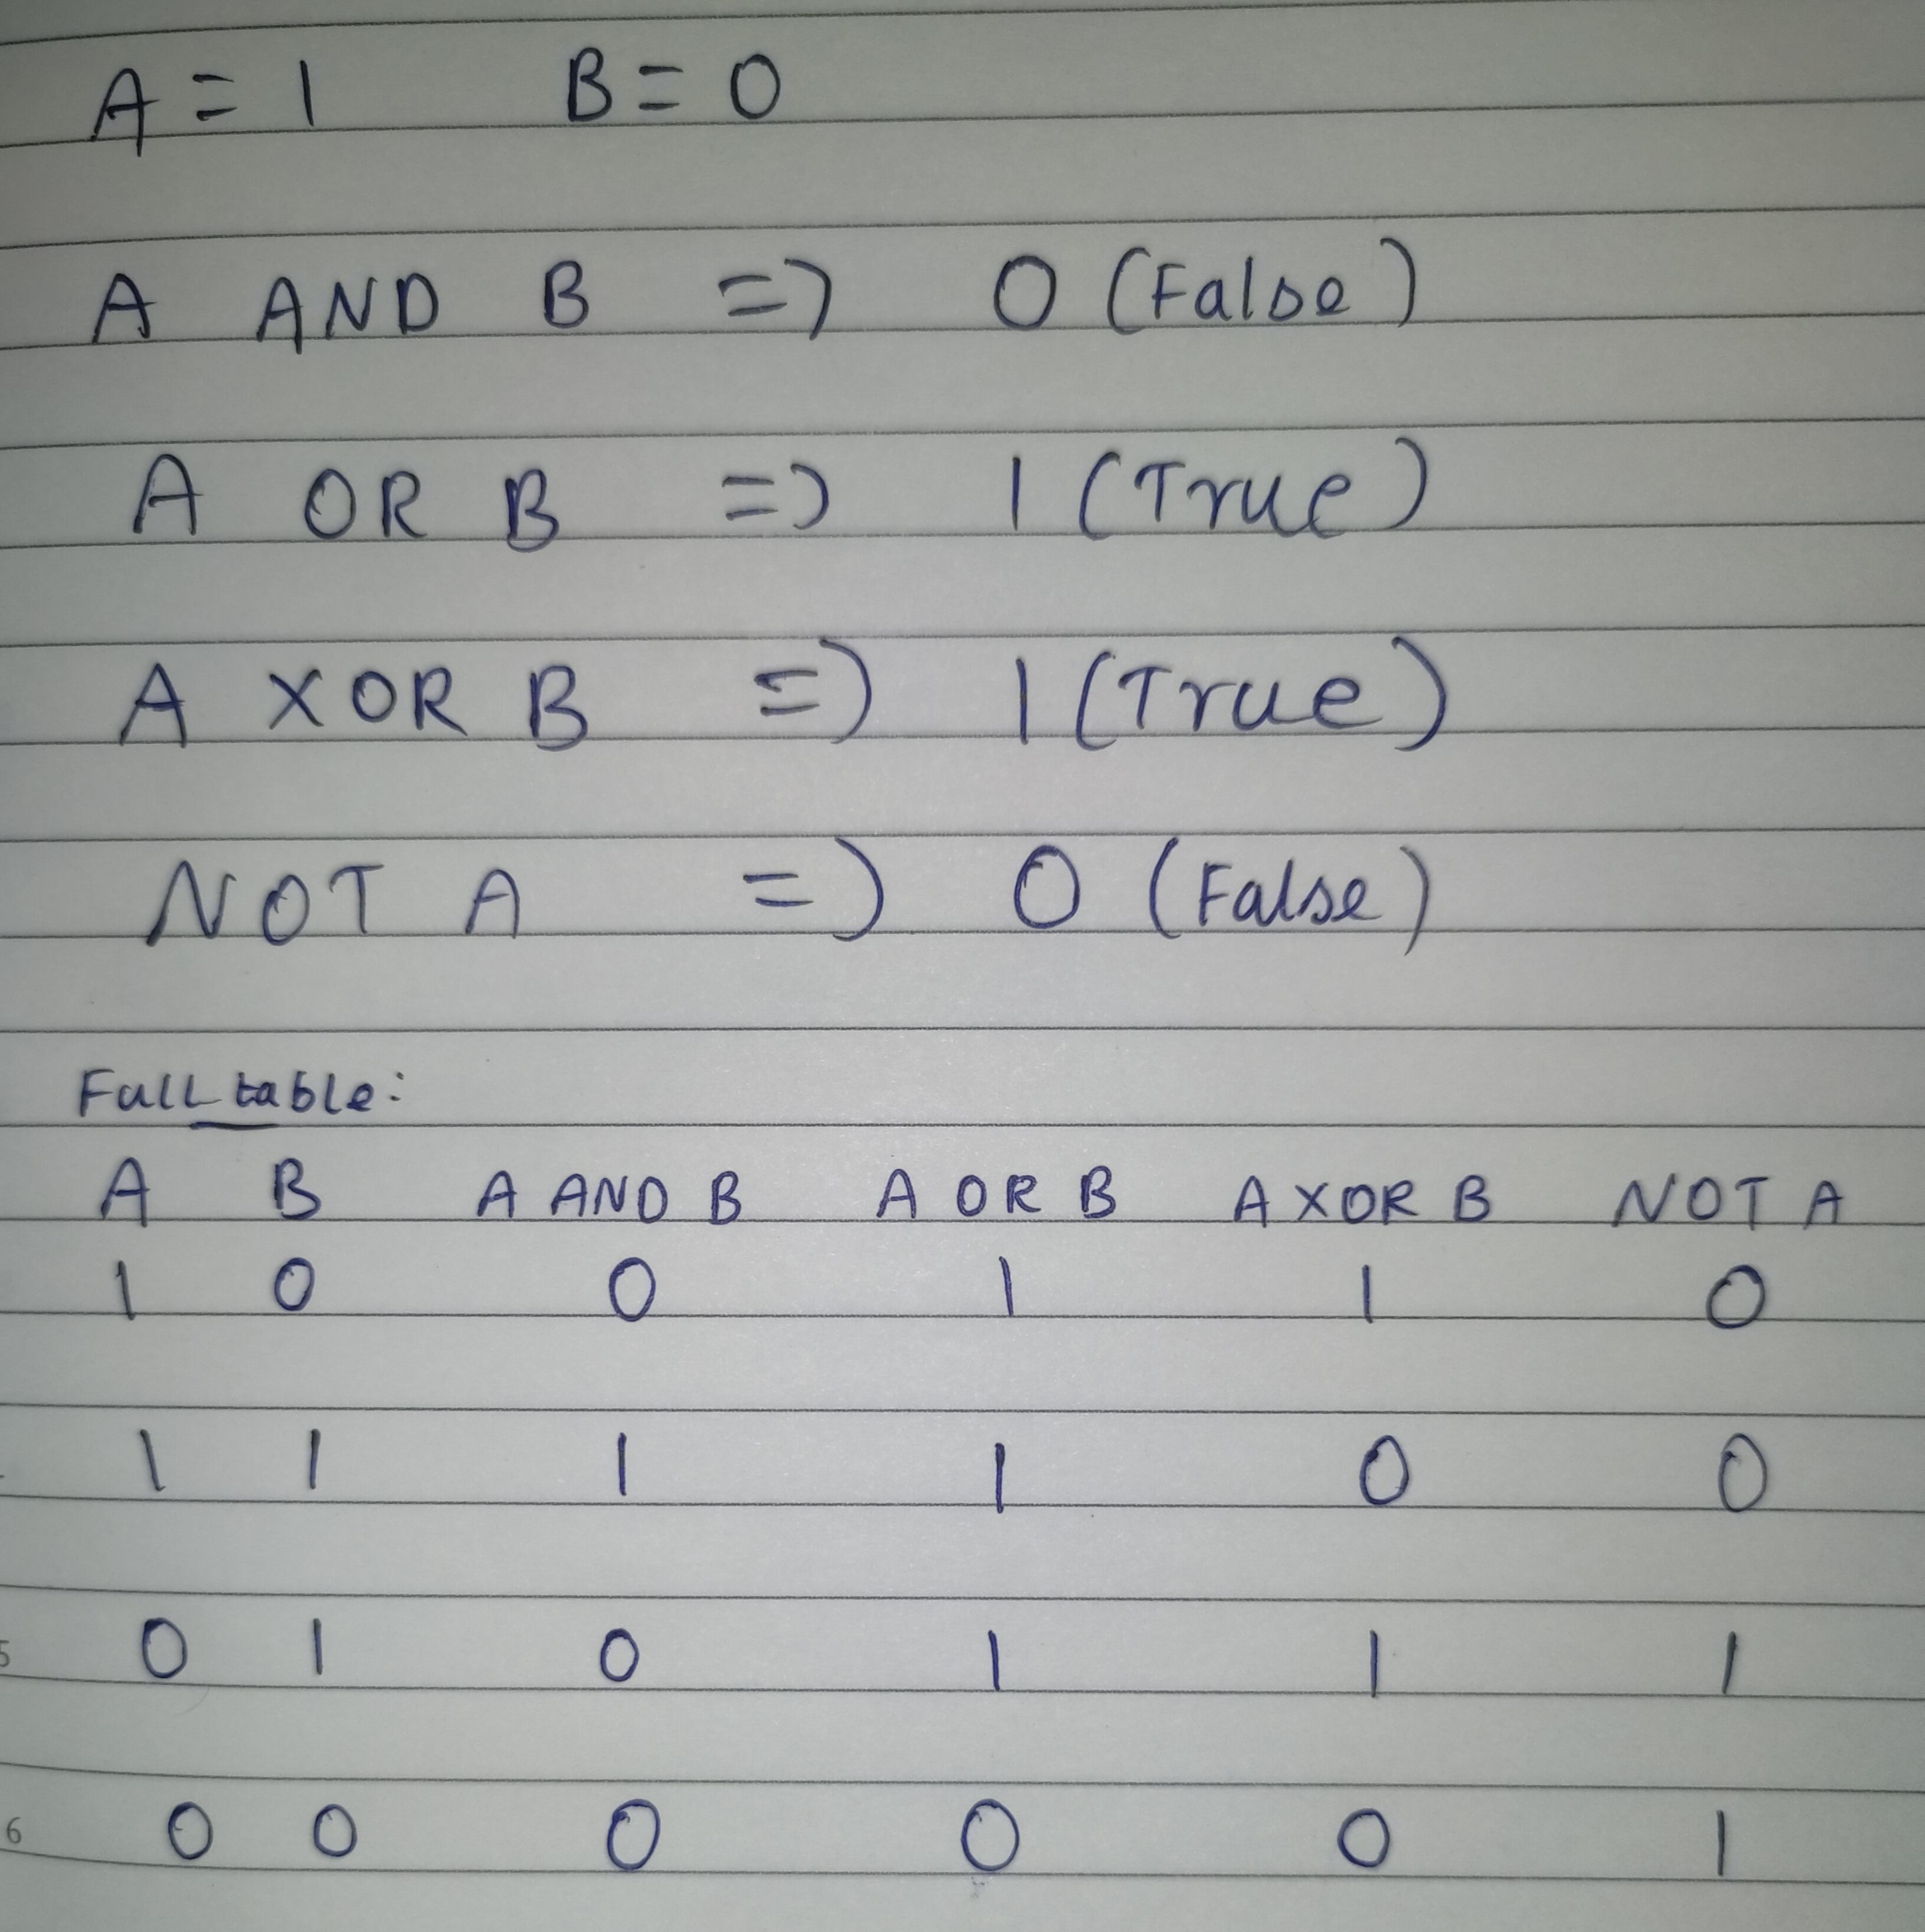 A = 1 B = 0
A AND B => 0 (False)
A OR B => 1 (True)
A XOR B => 1 (True)
NOT A => 0 (False)
Full table:
A B A AND B A OR B A XOR B NOT A
1 0 0 1 1 0
1 1 1 1 0 0
5 0 1 0 1 1 1
6 0 0 0 0 0 1